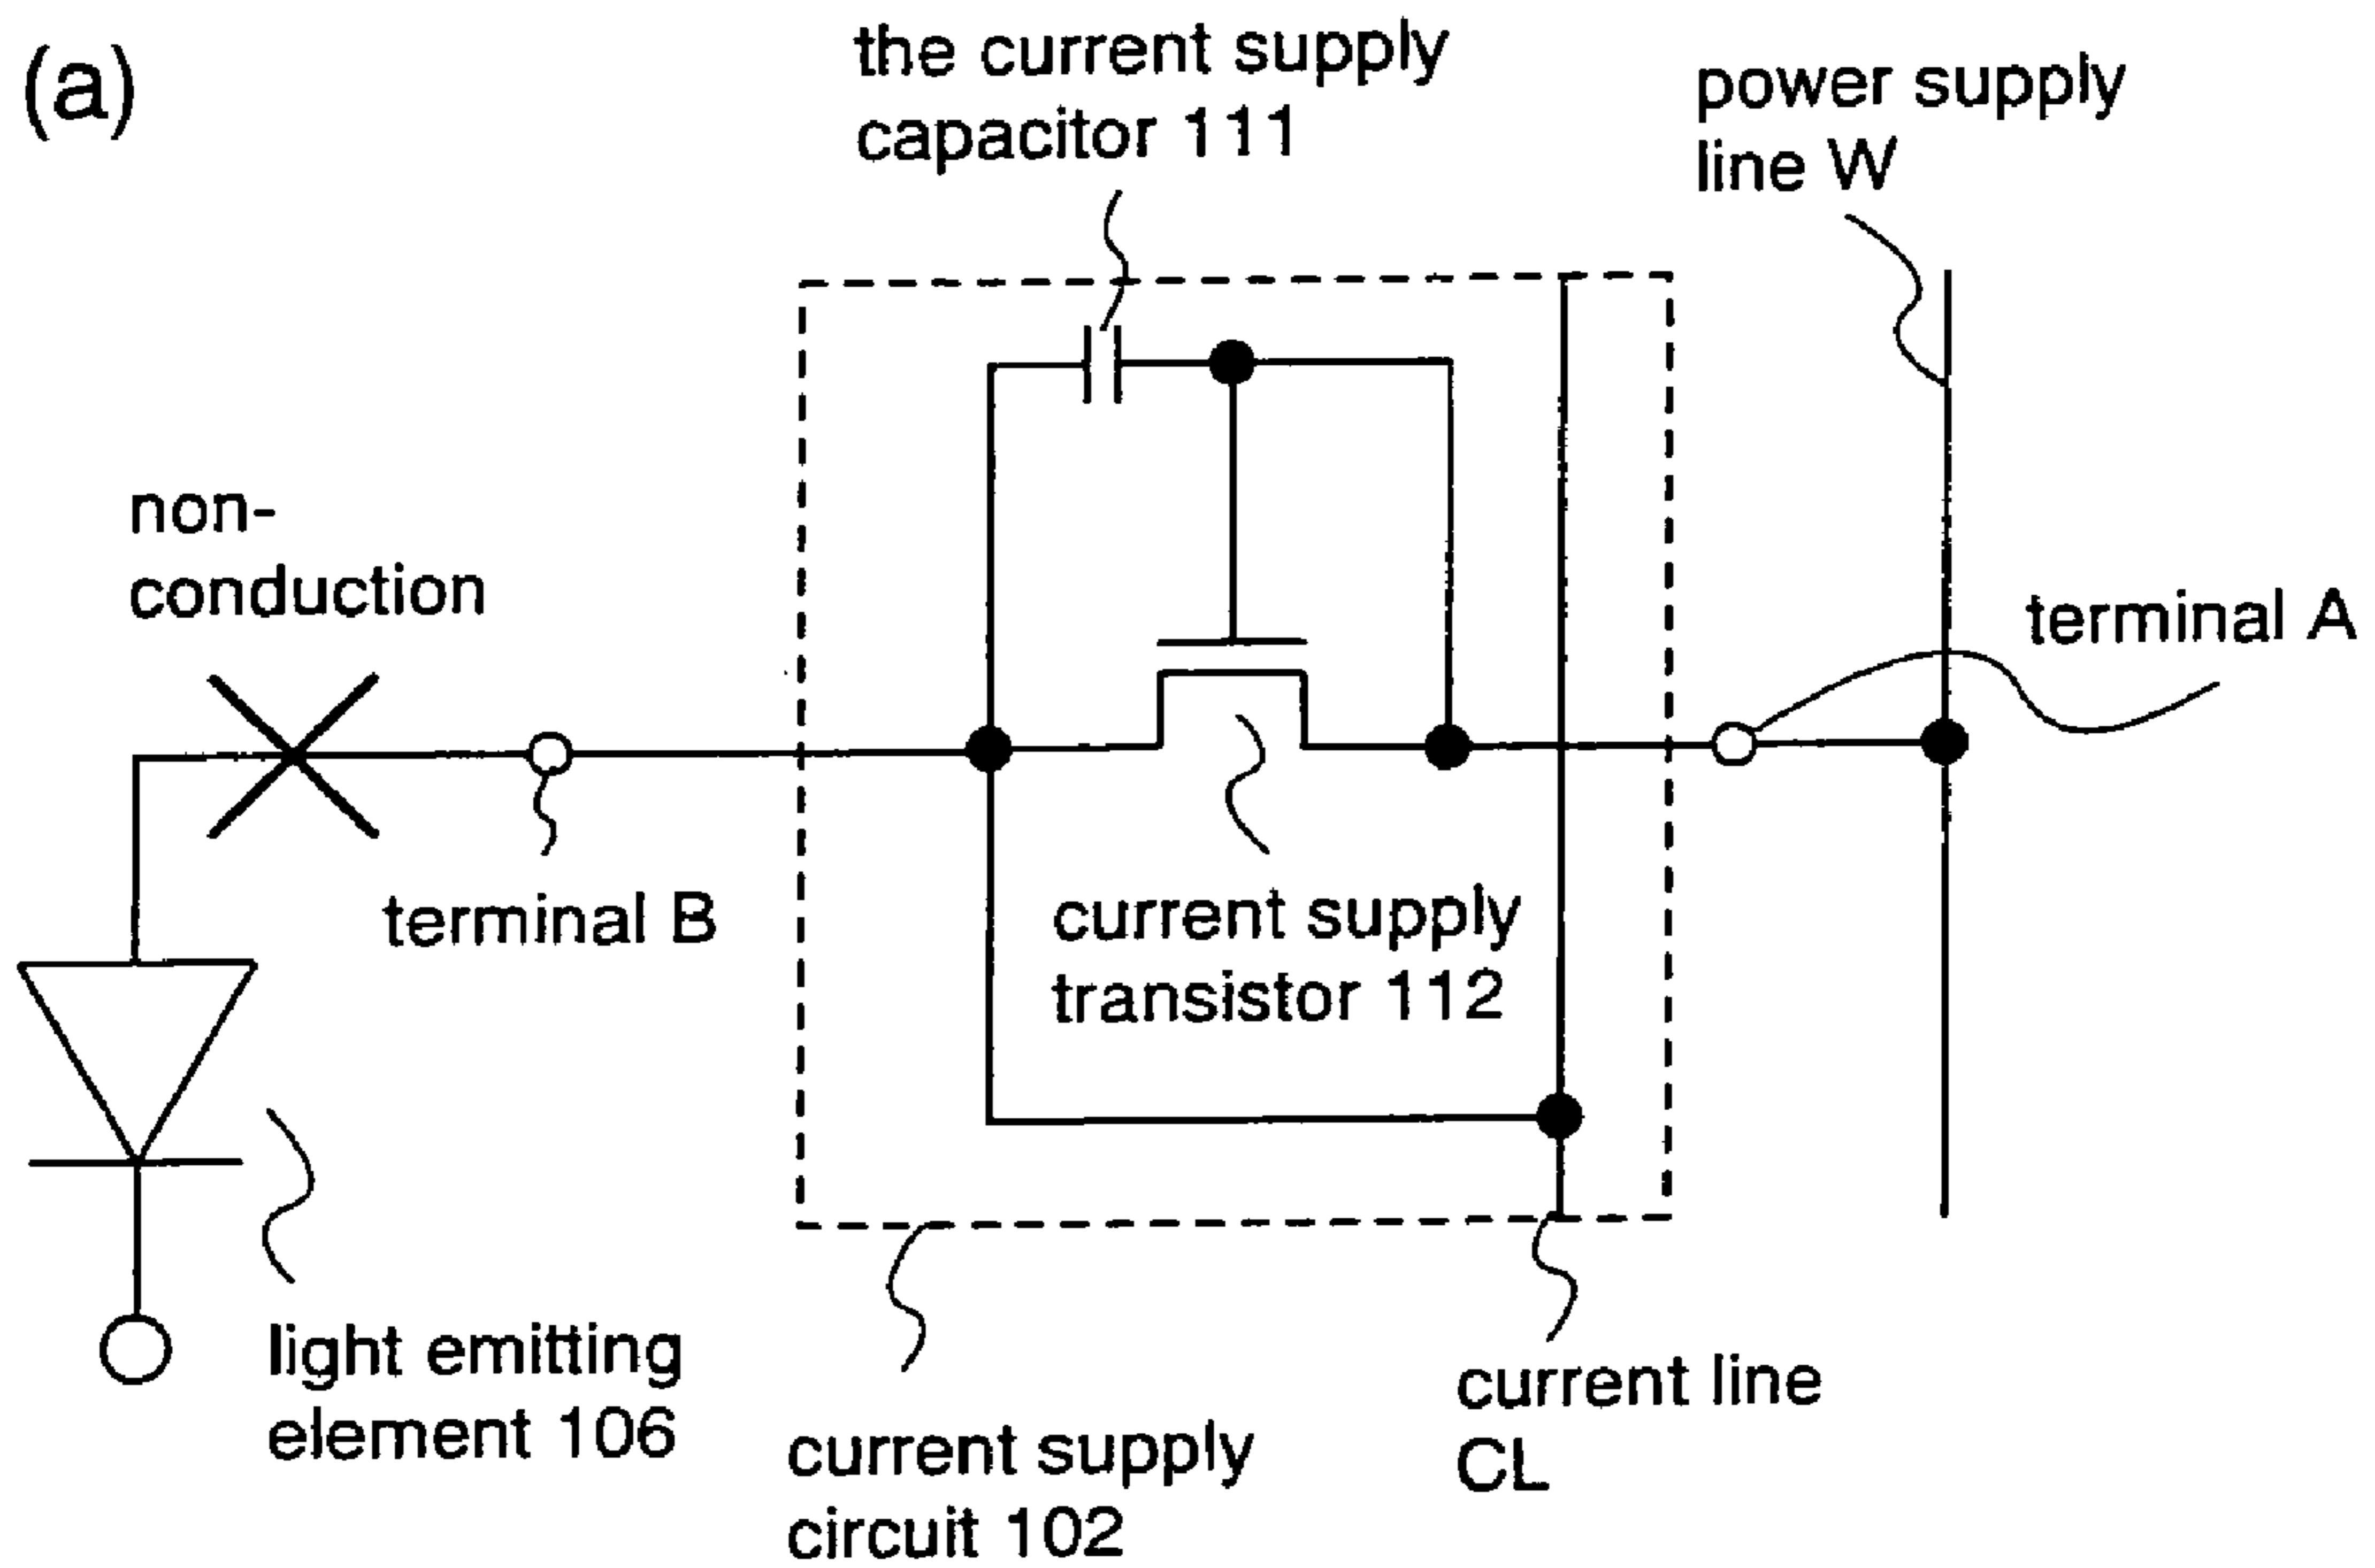 (a)
the current supply
capacitor 111
power supply
line W
non-
conduction
terminal A
terminal B
current supply
transistor 112
light emitting
element 106
current supply
circuit 102
current line
CL